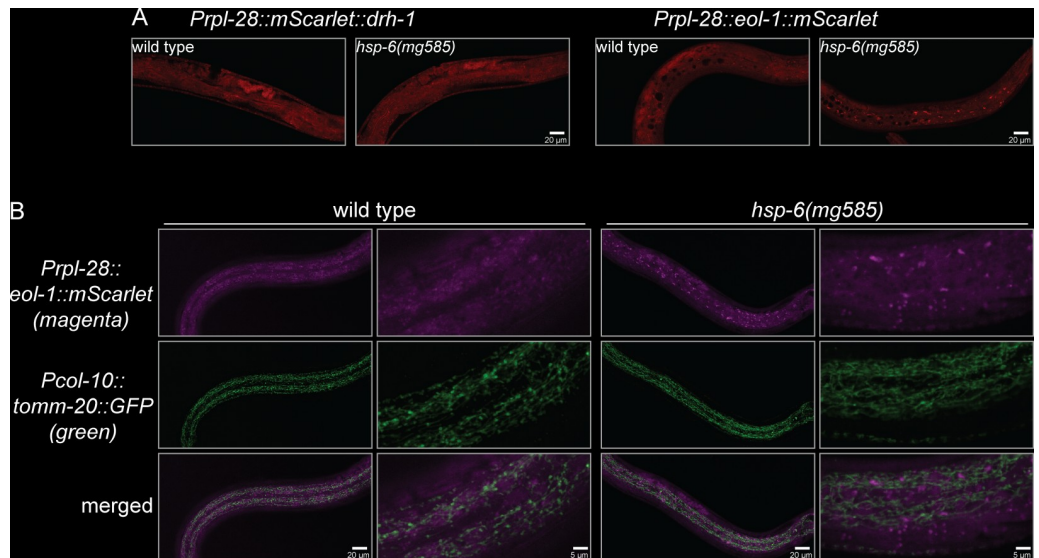 A
Prpl-28::mScarlet::drh-1
Prpl-28::eol-1::mScarlet
wild type
hsp-6(mg585)
20 µm
wild type
hsp-6(mg585)
20 µm
B
wild type
hsp-6(mg585)
Prpl-28::
eol-1::mScarlet
(magenta)
Pcol-10::
tomm-20::GFP
(green)
merged
20 µm
5 µm
20 µm
5 µm